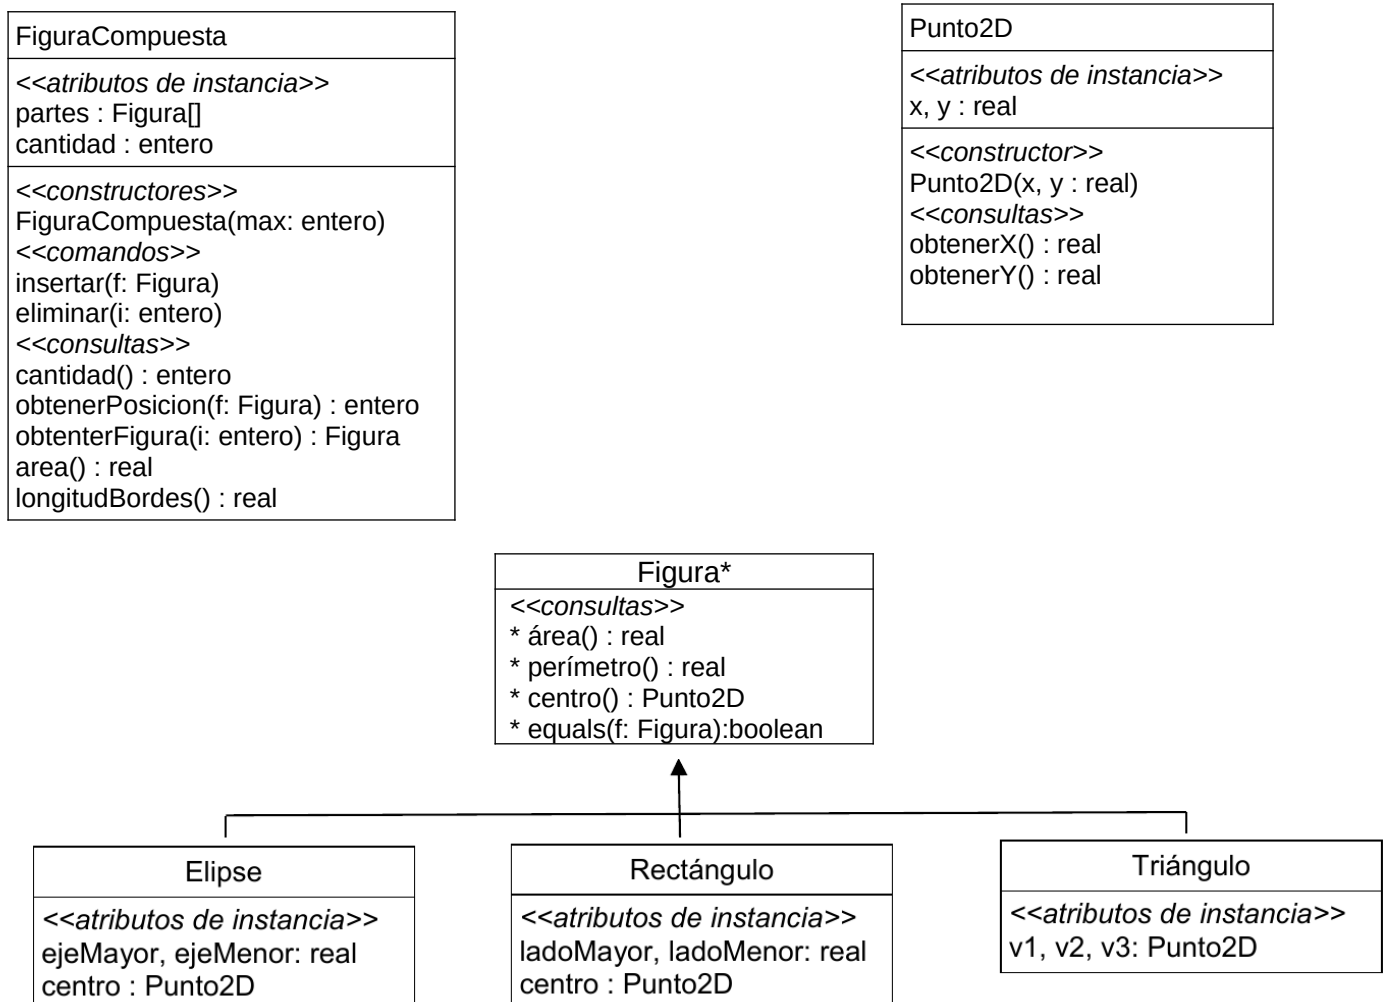 FiguraCompuesta
<<atributos de instancia>>
partes : Figura[]
cantidad : entero
<<constructores>>
FiguraCompuesta(max: entero)
<<comandos>>
insertar(f: Figura)
eliminar(i: entero)
<<consultas>>
cantidad() : entero
obtenerPosicion(f: Figura) : entero
obtenterFigura(i: entero) : Figura
area() : real
longitudBordes() : real
Punto2D
<<atributos de instancia>>
x, y : real
<<constructor>>
Punto2D(x, y : real)
<<consultas>>
obtenerX() : real
obtenerY() : real
Figura*
<<consultas>>
* área() : real
* perímetro() : real
* centro() : Punto2D
* equals(f: Figura):boolean
Elipse
<<atributos de instancia>>
ejeMayor, ejeMenor: real
centro : Punto2D
Rectángulo
<<atributos de instancia>>
ladoMayor, ladoMenor: real
centro : Punto2D
Triángulo
<<atributos de instancia>>
v1, v2, v3: Punto2D